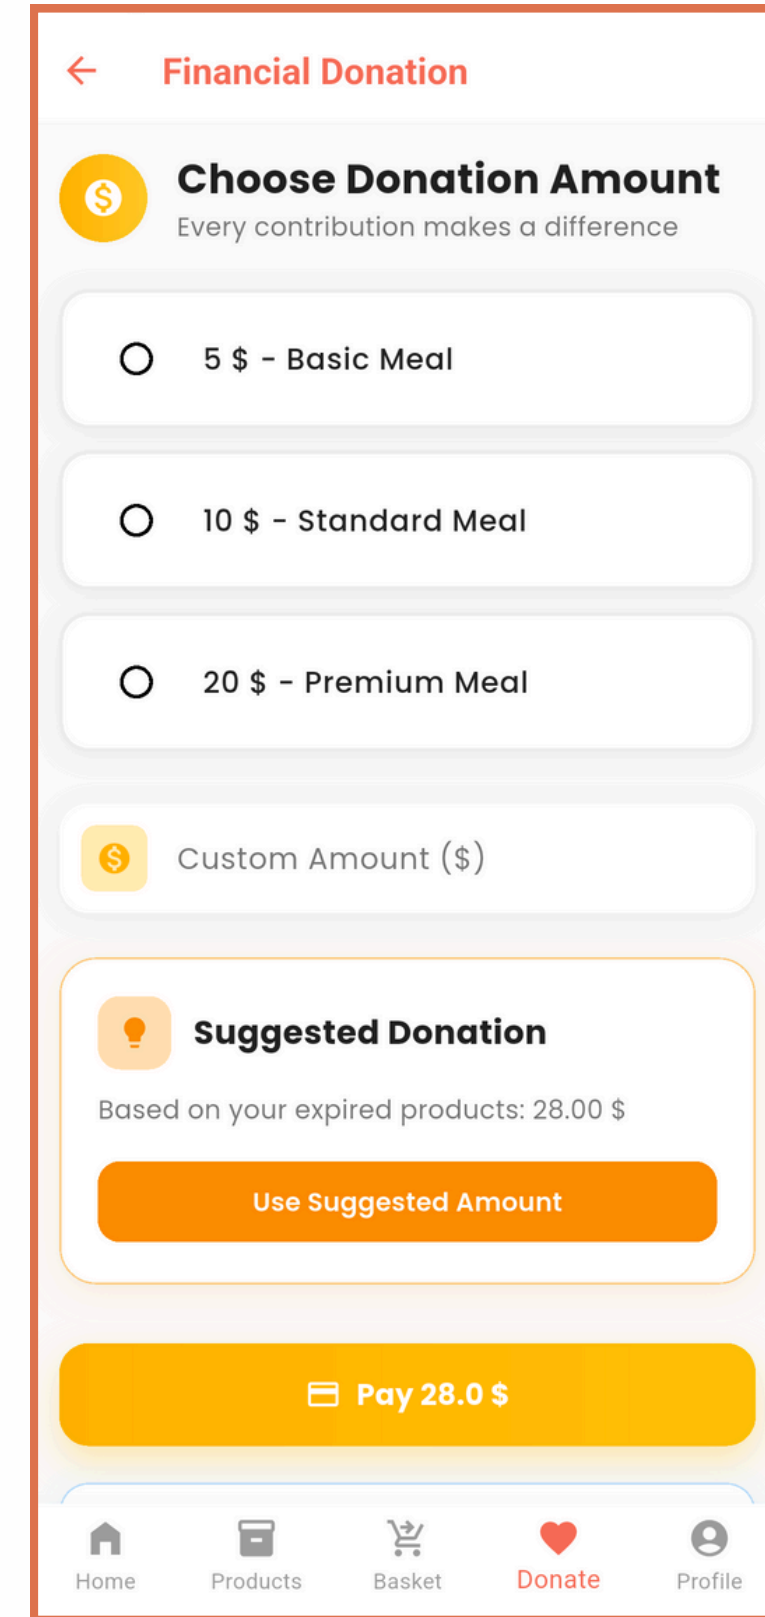 Financial Donation
Choose Donation Amount
Every contribution makes a difference
5 $ - Basic Meal
10 $ - Standard Meal
20 $ - Premium Meal
Custom Amount ($)
Suggested Donation
Based on your expired products: 28.00 $
Use Suggested Amount
Pay 28.0 $
Home Products Basket Donate Profile